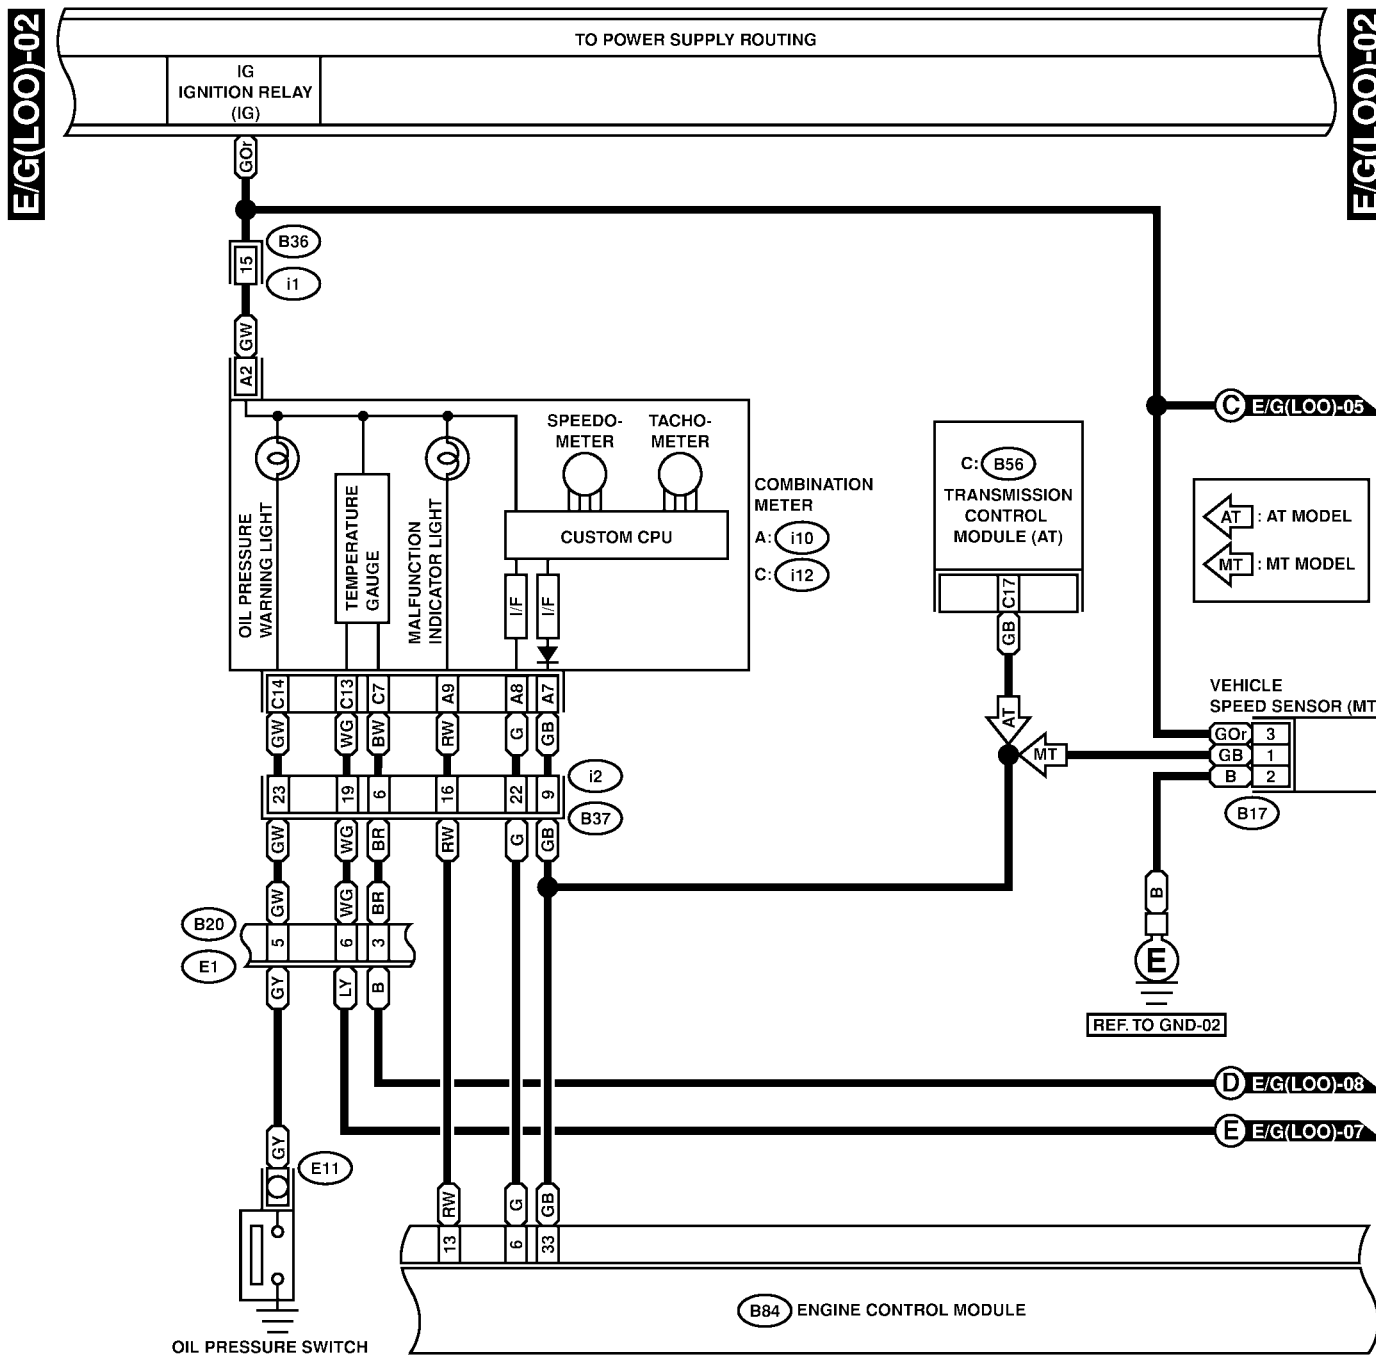 E/G(LOO)-02
E/G(LOO)-02
TO POWER SUPPLY ROUTING
IG
IGNITION RELAY
(IG)
GOr
15
B36
i1
GW
A2
C E/G(LOO)-05
SPEEDO-
METER
TACHO-
METER
CUSTOM CPU
OIL PRESSURE
WARNING LIGHT
TEMPERATURE
GAUGE
MALFUNCTION
INDICATOR LIGHT
I/F
I/F
COMBINATION
METER
A: i10
C: i12
C: B56
TRANSMISSION
CONTROL
MODULE (AT)
C17
GB
AT
AT : AT MODEL
MT : MT MODEL
VEHICLE
SPEED SENSOR (MT
MT
GOr 3
GB 1
B 2
B17
C14 C13 C7 A9 A8 A7
GW WG BW RW G GB
23 19 6 16 22 9
i2
B37
GW WG BR RW G GB
GW WG BR
B20
5 6 3
E1
GY LY B
B
E
REF. TO GND-02
D E/G(LOO)-08
E E/G(LOO)-07
GY
E11
RW G GB
13 6 33
B84 ENGINE CONTROL MODULE
OIL PRESSURE SWITCH